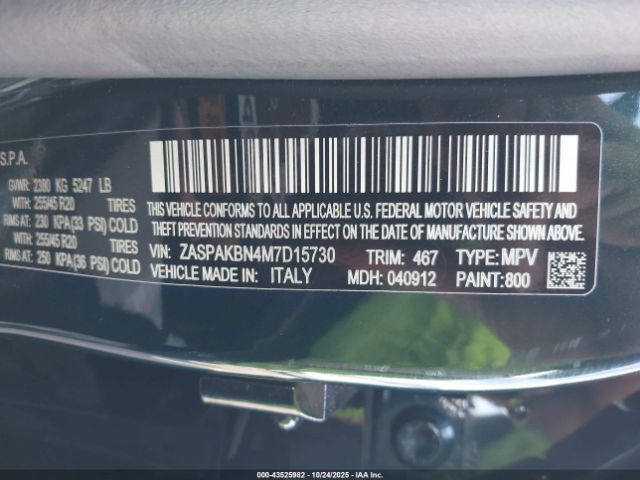 S.P.A.
GVWR: 2380 KG 5247 LB
WITH: 255/45 R20 TIRES
RIMS AT: 230 KPA(33 PSI) COLD
WITH: 255/45 R20 TIRES
RIMS AT: 250 KPA(36 PSI) COLD
THIS VEHICLE CONFORMS TO ALL APPLICABLE U.S. FEDERAL MOTOR VEHICLE SAFETY AND
THEFT PREVENTION STANDARDS IN EFFECT ON THE DATE OF MANUFACTURE SHOWN ABOVE.
VIN: ZASPAKBN4M7D15730 TRIM: 467 TYPE: MPV
VEHICLE MADE IN: ITALY MDH: 040912 PAINT: 800
000-43525982 - 10/24/2025 - © Copyright 2025 IAA Inc.